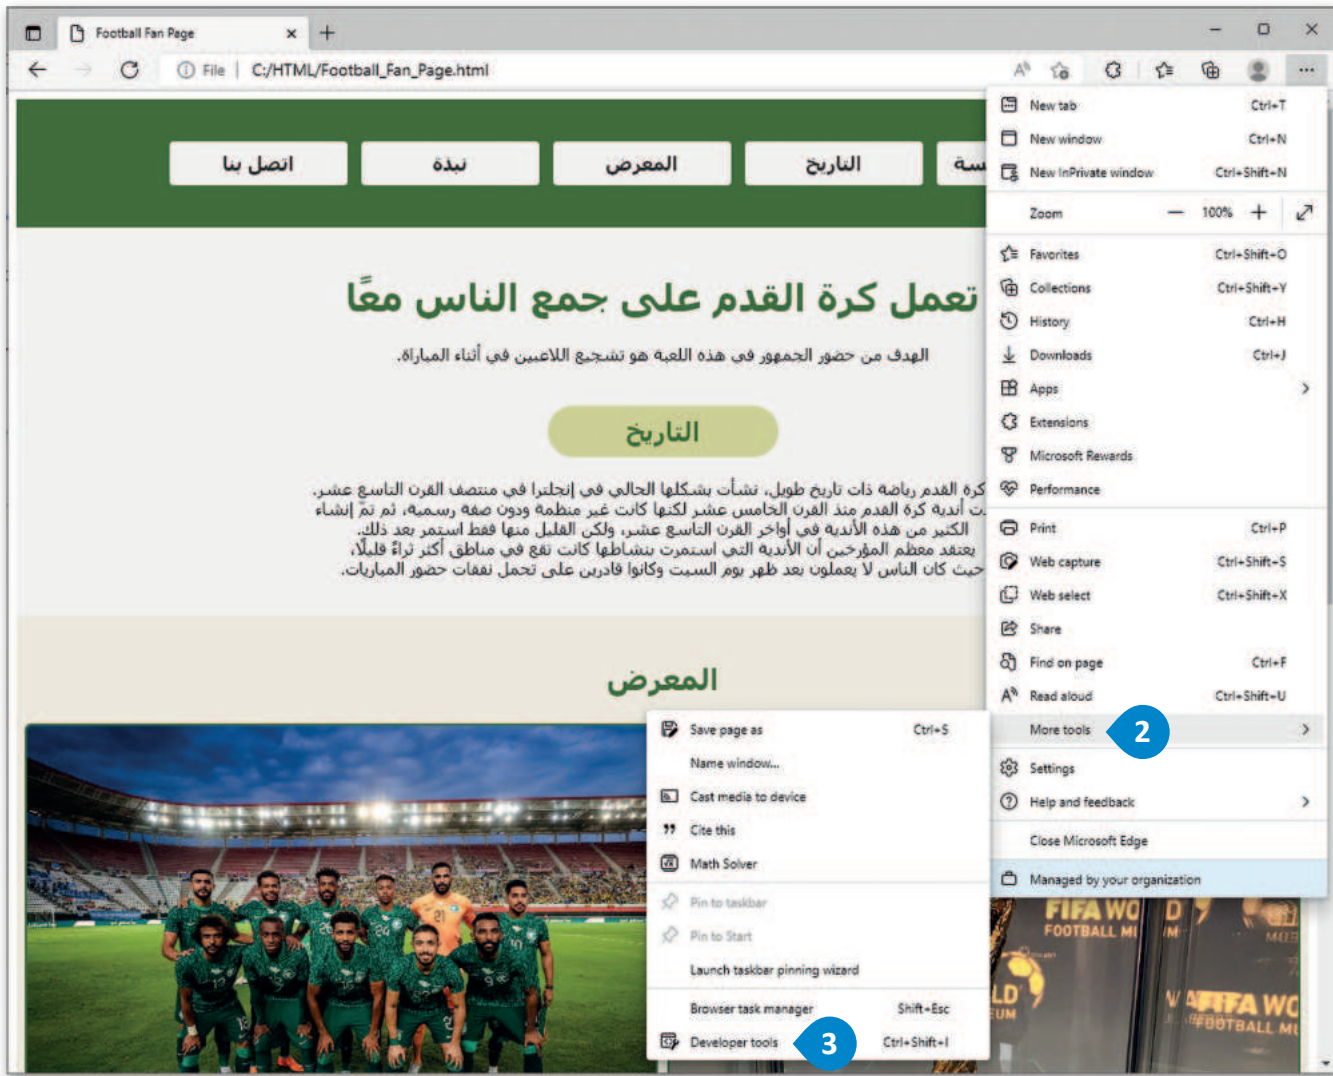 Football Fan Page
File | C:/HTML/Football_Fan_Page.html
التاريخ
المعرض
نبذة
اتصل بنا
تعمل كرة القدم على جمع الناس معًا
الهدف من حضور الجمهور في هذه اللعبة هو تشجيع اللاعبين في أثناء المباراة.
التاريخ
كرة القدم رياضة ذات تاريخ طويل، نشأت بشكلها الحالي في إنجلترا في منتصف القرن التاسع عشر.
أندية كرة القدم منذ القرن الخامس عشر لكنها كانت غير منظمة ودون صفة رسمية، ثم تمّ إنشاء
الكثير من هذه الأندية في أواخر القرن التاسع عشر، ولكن القليل منها فقط استمر بعد ذلك.
يعتقد معظم المؤرخين أن الأندية التي استمرت بنشاطها كانت تقع في مناطق أكثر ثراءً قليلًا،
حيث كان الناس لا يعملون بعد ظهر يوم السبت وكانوا قادرين على تحمل نفقات حضور المباريات.
المعرض
New tab Ctrl+T
New window Ctrl+N
New InPrivate window Ctrl+Shift+N
Zoom — 100% +
Favorites Ctrl+Shift+O
Collections Ctrl+Shift+Y
History Ctrl+H
Downloads Ctrl+J
Apps
Extensions
Microsoft Rewards
Performance
Print Ctrl+P
Web capture Ctrl+Shift+S
Web select Ctrl+Shift+X
Share
Find on page Ctrl+F
Read aloud Ctrl+Shift+U
More tools 2
Settings
Help and feedback
Close Microsoft Edge
Managed by your organization
Save page as Ctrl+S
Name window...
Cast media to device
Cite this
Math Solver
Pin to taskbar
Pin to Start
Launch taskbar pinning wizard
Browser task manager Shift+Esc
Developer tools 3 Ctrl+Shift+I
FIFA
FOOTBALL
FIFA
FOOTBALL